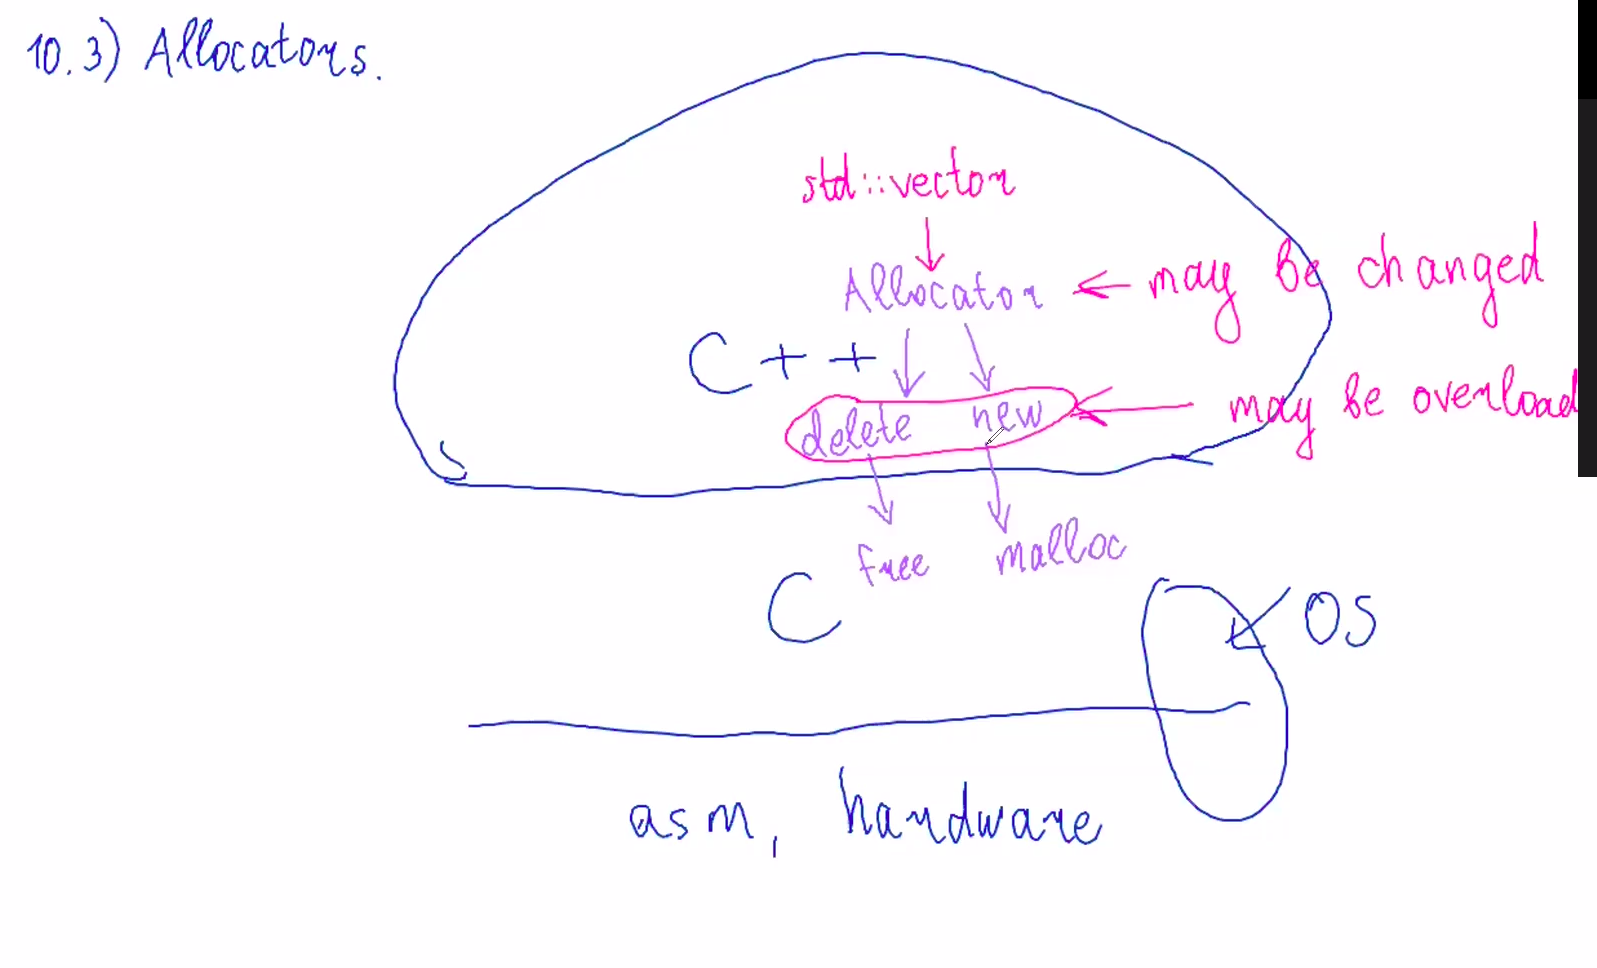 10.3) Allocators.
std::vector
Allocator ← may be changed
C++
delete new ← may be overload
free malloc
C
OS
asm, hardware